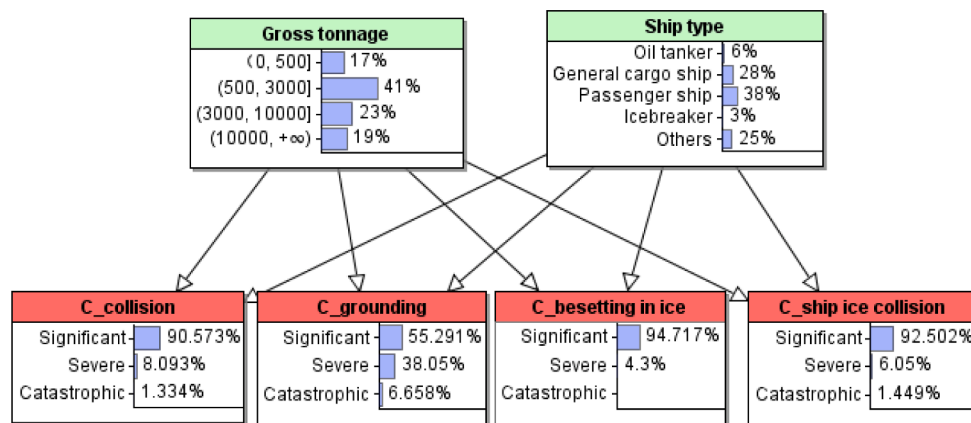 Gross tonnage
(0, 500] 17%
(500, 3000] 41%
(3000, 10000] 23%
(10000, +∞) 19%
Ship type
Oil tanker 6%
General cargo ship 28%
Passenger ship 38%
Icebreaker 3%
Others 25%
C_collision
Significant 90.573%
Severe 8.093%
Catastrophic 1.334%
C_grounding
Significant 55.291%
Severe 38.05%
Catastrophic 6.658%
C_besetting in ice
Significant 94.717%
Severe 4.3%
Catastrophic
C_ship ice collision
Significant 92.502%
Severe 6.05%
Catastrophic 1.449%